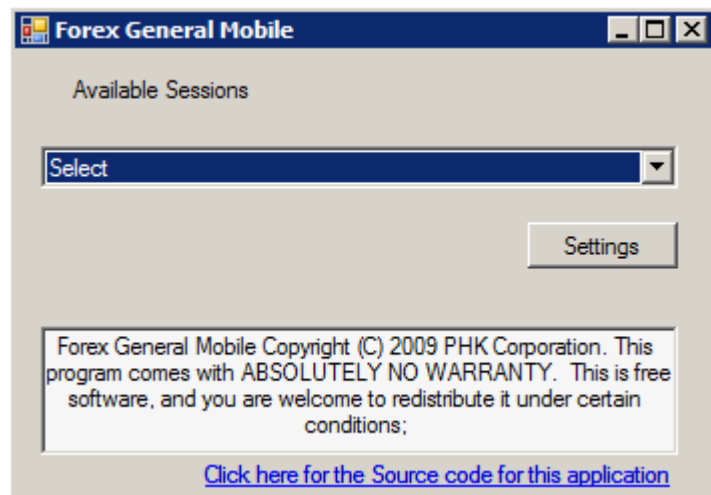 Forex General Mobile
Available Sessions
Select
Settings
Forex General Mobile Copyright (C) 2009 PHK Corporation. This
program comes with ABSOLUTELY NO WARRANTY.  This is free
software, and you are welcome to redistribute it under certain
conditions;
Click here for the Source code for this application